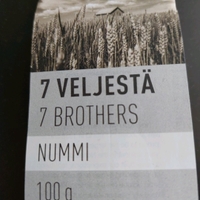 7 VELJESTÄ
7 BROTHERS
NUMMI
100 g